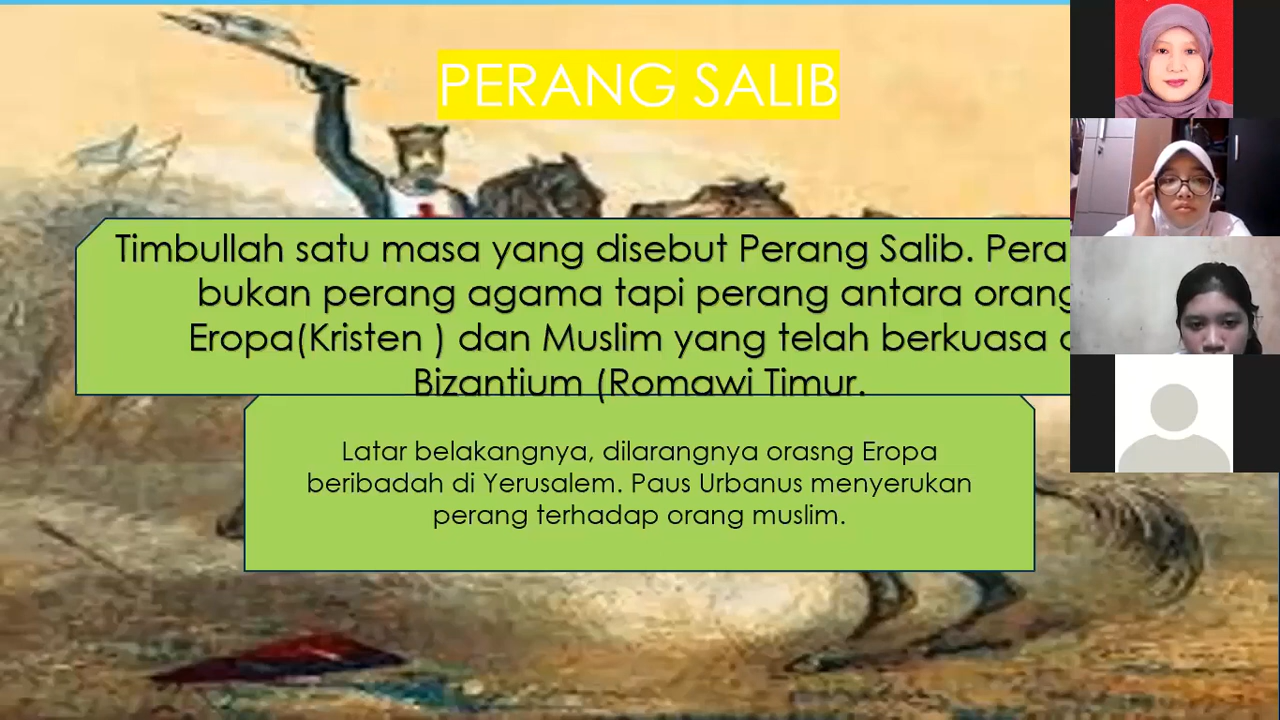 PERANG SALIB
Timbullah satu masa yang disebut Perang Salib.
bukan perang agama tapi perang antara orang
Eropa(Kristen ) dan Muslim yang telah berkuasa
Bizantium (Romawi Timur.
Latar belakangnya, dilarangnya orasng Eropa
beribadah di Yerusalem. Paus Urbanus menyerukan
perang terhadap orang muslim.